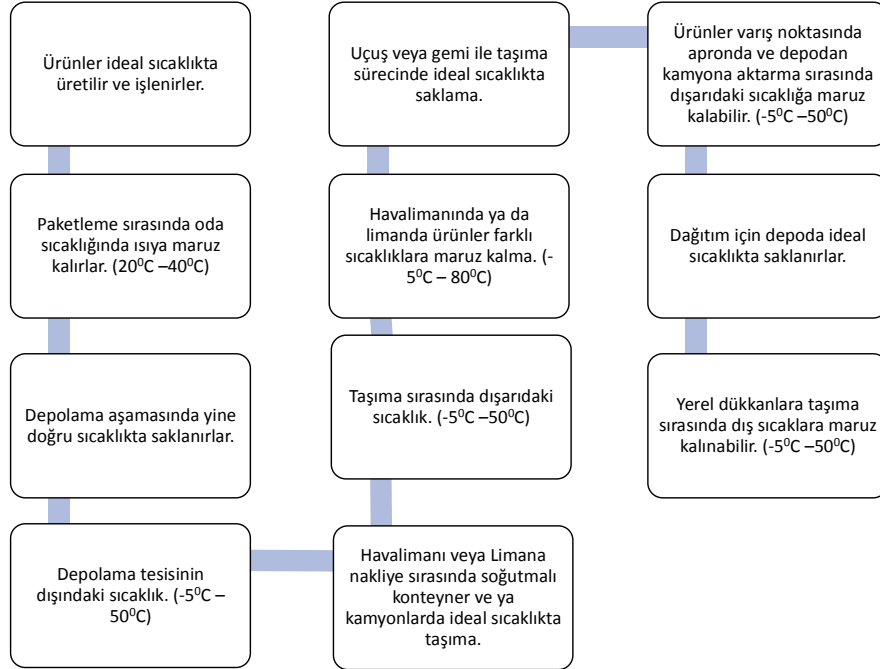 Ürünler ideal sıcaklıkta
üretilir ve işlenirler.
Paketleme sırasında oda
sıcaklığında ısıya maruz
kalırlar. (20⁰C –40⁰C)
Depolama aşamasında yine
doğru sıcaklıkta saklanırlar.
Depolama tesisinin
dışındaki sıcaklık. (-5⁰C –
50⁰C)
Havalimanı veya Limana
nakliye sırasında soğutmalı
konteyner ve ya
kamyonlarda ideal sıcaklıkta
taşıma.
Taşıma sırasında dışarıdaki
sıcaklık. (-5⁰C –50⁰C)
Havalimanında ya da
limanda ürünler farklı
sıcaklıklara maruz kalma. (-
5⁰C – 80⁰C)
Uçuş veya gemi ile taşıma
sürecinde ideal sıcaklıkta
saklama.
Ürünler varış noktasında
apronda ve depodan
kamyona aktarma sırasında
dışarıdaki sıcaklığa maruz
kalabilir. (-5⁰C –50⁰C)
Dağıtım için depoda ideal
sıcaklıkta saklanırlar.
Yerel dükkanlara taşıma
sırasında dış sıcaklara maruz
kalınabilir. (-5⁰C –50⁰C)